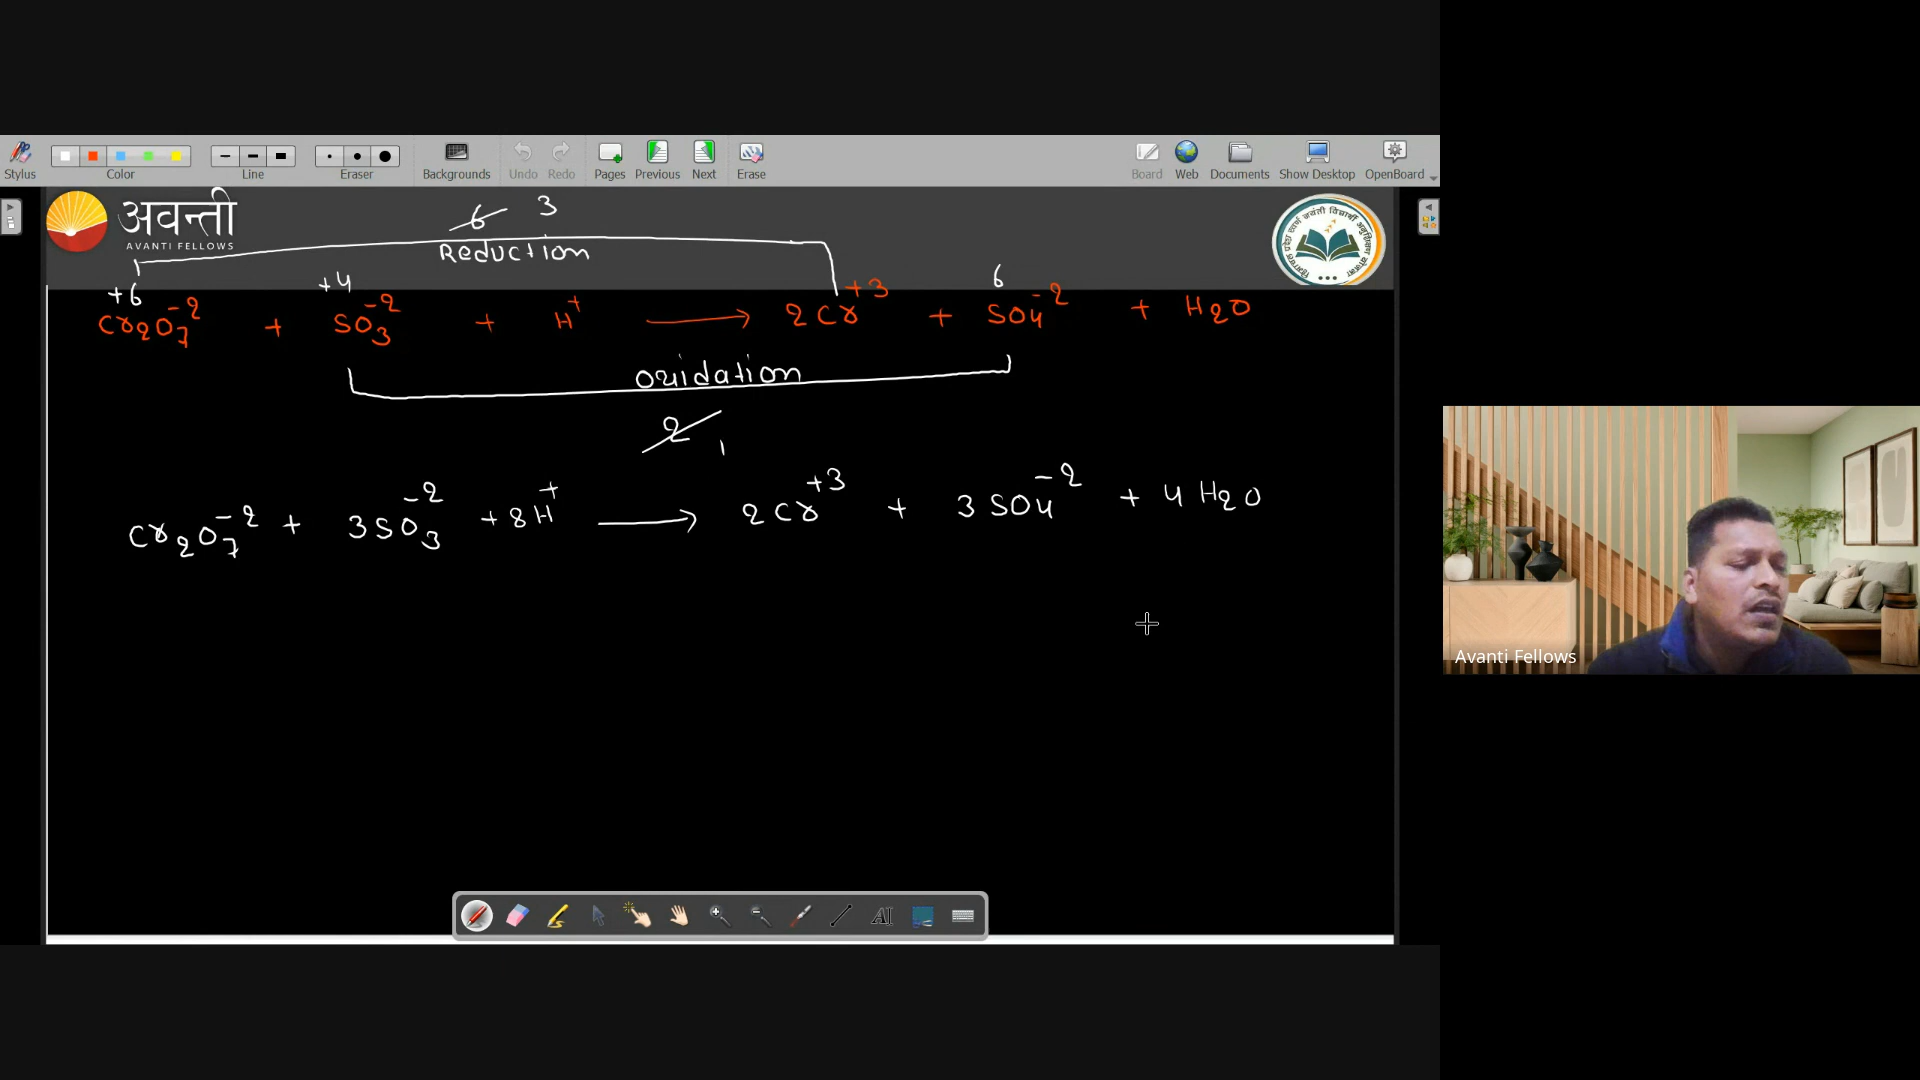 Stylus Color Line Eraser Backgrounds Undo Redo Pages Previous Next Erase Board Web Documents Show Desktop OpenBoard
अवन्ती
AVANTI FELLOWS
6 3
Reduction
+6 +4 6
Cr₂O₇⁻² + SO₃⁻² + H⁺ ⟶ 2Cr⁺³ + SO₄⁻² + H₂O
oxidation
2 1
Cr₂O₇⁻² + 3SO₃⁻² + 8H⁺ ⟶ 2Cr⁺³ + 3SO₄⁻² + 4H₂O
Avanti Fellows